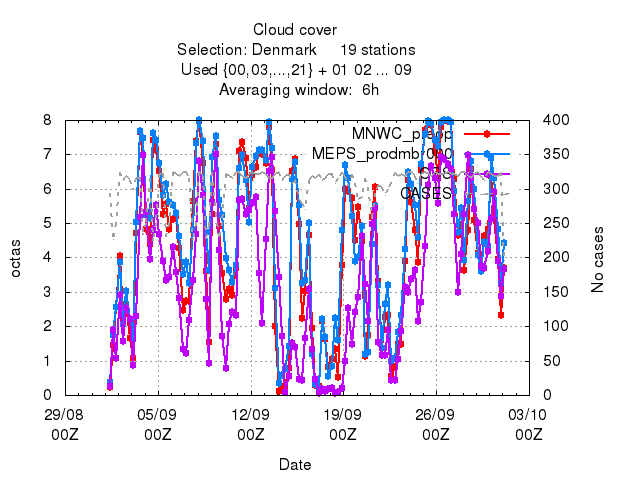 Cloud cover
Selection: Denmark 19 stations
Used {00,03,...,21} + 01 02 ... 09
Averaging window: 6h
8 400
MNWC_preop
MEPS_prodmbr000
7 350
6 300
CASES
5 250
4 200
3 150
2 100
1 50
0 0
octas
No cases
29/08 05/09 12/09 19/09 26/09 03/10
00Z 00Z 00Z 00Z 00Z 00Z
Date